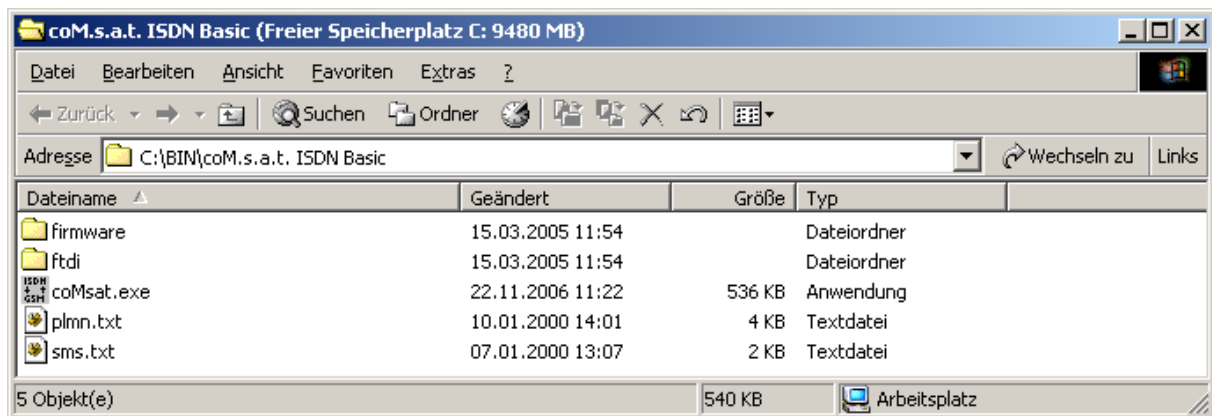 coM.s.a.t. ISDN Basic (Freier Speicherplatz C: 9480 MB)
Datei Bearbeiten Ansicht Favoriten Extras ?
Zurück Suchen Ordner
Adresse C:\BIN\coM.s.a.t. ISDN Basic Wechseln zu Links
Dateiname Geändert Größe Typ
firmware 15.03.2005 11:54 Dateiordner
ftdi 15.03.2005 11:54 Dateiordner
ISDN GSM coMsat.exe 22.11.2006 11:22 536 KB Anwendung
plmn.txt 10.01.2000 14:01 4 KB Textdatei
sms.txt 07.01.2000 13:07 2 KB Textdatei
5 Objekt(e) 540 KB Arbeitsplatz